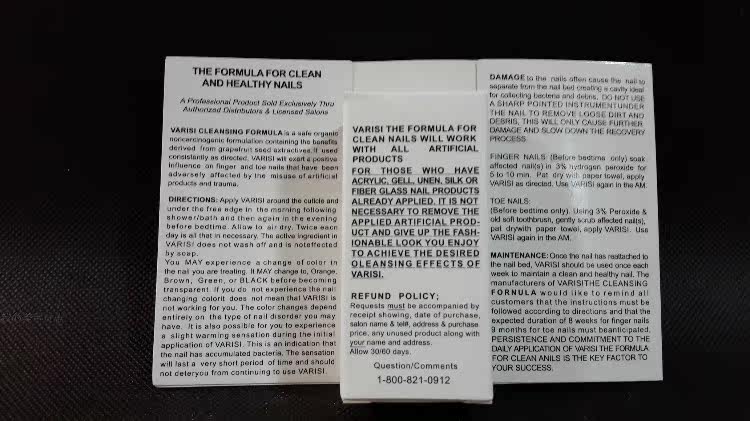 THE FORMULA FOR CLEAN
AND HEALTHY NAILS
A Professional Product Sold Exclusively Thru
Authorized Distributors & Licensed Salons
VARISI CLEANSING FORMULA is a safe organic
noncarcinogenic formulation containing the benefits
derived from grapefruit seed extractives. If used
consistently as directed, VARISI will exert a positive
influence on finger and toe nails that have been
adversely affected by the misuse of artificial
products and trauma.
DIRECTIONS: Apply VARISI around the cuticle and
under the free edge in the morning following
shower/bath and then again in the evening
before bedtime. Allow to air dry. Twice each
day is all that in necessary. The active ingredient in
VARISI does not wash off and is notaffected
by soap.
You MAY experience a change of color in
the nail you are treating. It MAY change to, Orange,
Brown, Green, or BLACK before becoming
transparent. If you do not experience the nail
changing colorit does not mean that VARISI is
not working for you. The color changes depend
entirely on the type of nail disorder you may
have. It is also possible for you to experience
a slight warming sensation during the initial
application of VARISI. This is an indication that
the nail has accumulated bacteria. The sensation
will last a very short period of time and should
not deteryou from continuing to use VARISI.
VARISI THE FORMULA FOR
CLEAN NAILS WILL WORK
WITH ALL ARTIFICIAL
PRODUCTS
FOR THOSE WHO HAVE
ACRYLIC, GELL, UNEN, SILK OR
FIBER GLASS NAIL PRODUCTS
ALREADY APPLIED, IT IS NOT
NECESSARY TO REMOVE THE
APPLIED ARTIFICIAL PROD-
UCT AND GIVE UP THE FASH-
IONABLE LOOK YOU ENJOY
TO ACHIEVE THE DESIRED
OLEANSING EFFECTS OF
VARISI.
REFUND POLICY;
Requests must be accompanied by
receipt showing, date of purchase,
salon name & tel#, address & purchase
price, any unused product along with
your name and address.
Allow 30/60 days.
Question/Comments
1-800-821-0912
DAMAGE to the nails often cause the nail to
separate from the nail bed creating a cavity ideal
for collecting bacteria and debris. DO NOT USE
A SHARP POINTED INSTRUMENTUNDER
THE NAIL TO REMOVE LOOSE DIRT AND
DEBRIS, THIS WILL ONLY CAUSE FURTHER
DAMAGE AND SLOW DOWN THE RECOVERY
PROCESS.
FINGER NAILS: (Before bedtime only) soak
affected nail(s) in 3% hydrogen peroxide for
5 to 10 min. Pat dry with paper towel, apply
VARISI as directed. Use VARISI again in the AM.
TOE NAILS:
(Before bedtime only). Using 3% Peroxide &
old soft toothbrush, gently scrub affected nails),
pat drywith paper towel, apply VARISI. Use
VARISI again in the AM.
MAINTENANCE: Once the nail has reattached to
the nail bed, VARISI should be used once each
week to maintain a clean and healthy nail. The
manufacturers of VARISITHE CLEANSING
FORMULA would like to remind all
customers that the instructions must be
followed according to directions and that the
expected duration of 8 weeks for finger nails
9 months for toe nails must beanticipated.
PERSISTENCE AND COMMITMENT TO THE
DAILY APPLICATION OF VARISI THE FORMULA
FOR CLEAN ANILS IS THE KEY FACTOR TO
YOUR SUCCESS.